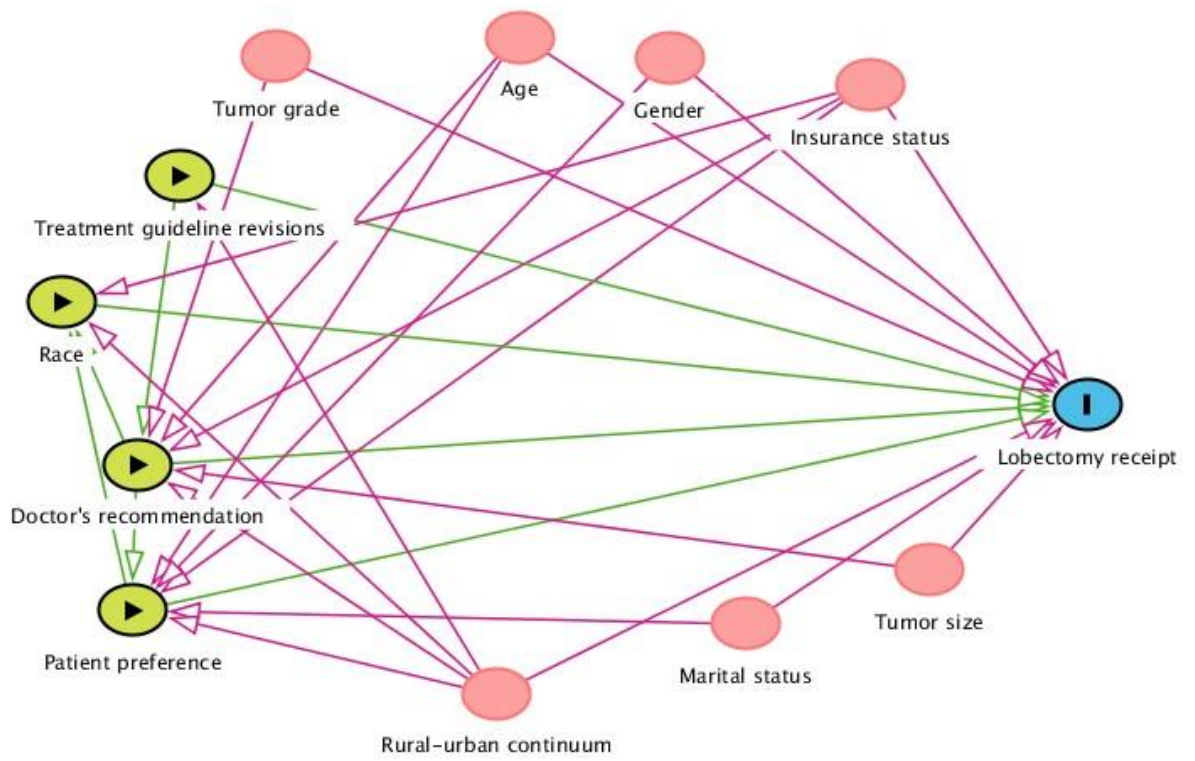 Age
Tumor grade
Gender
Insurance status
Treatment guideline revisions
Race
Lobectomy receipt
Doctor's recommendation
Tumor size
Patient preference
Marital status
Rural-urban continuum